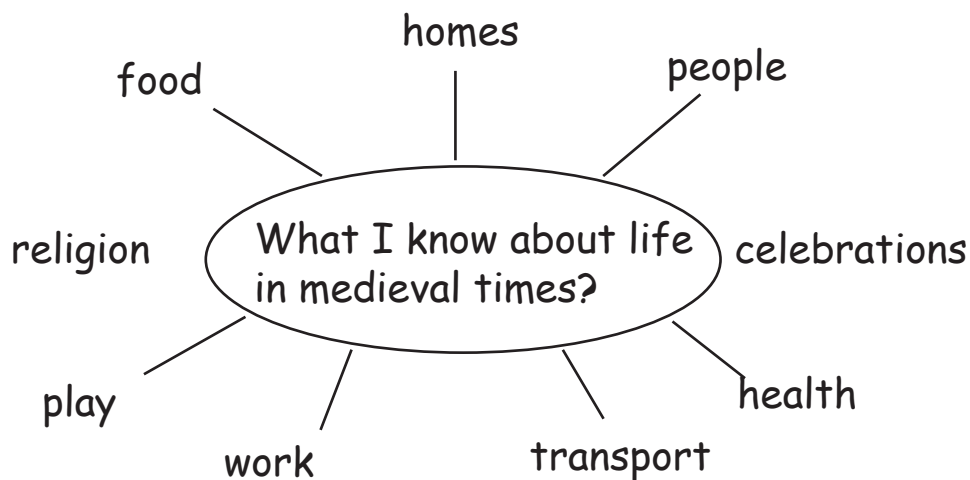 homes
food
people
religion
What I know about life
in medieval times?
celebrations
play
health
work
transport